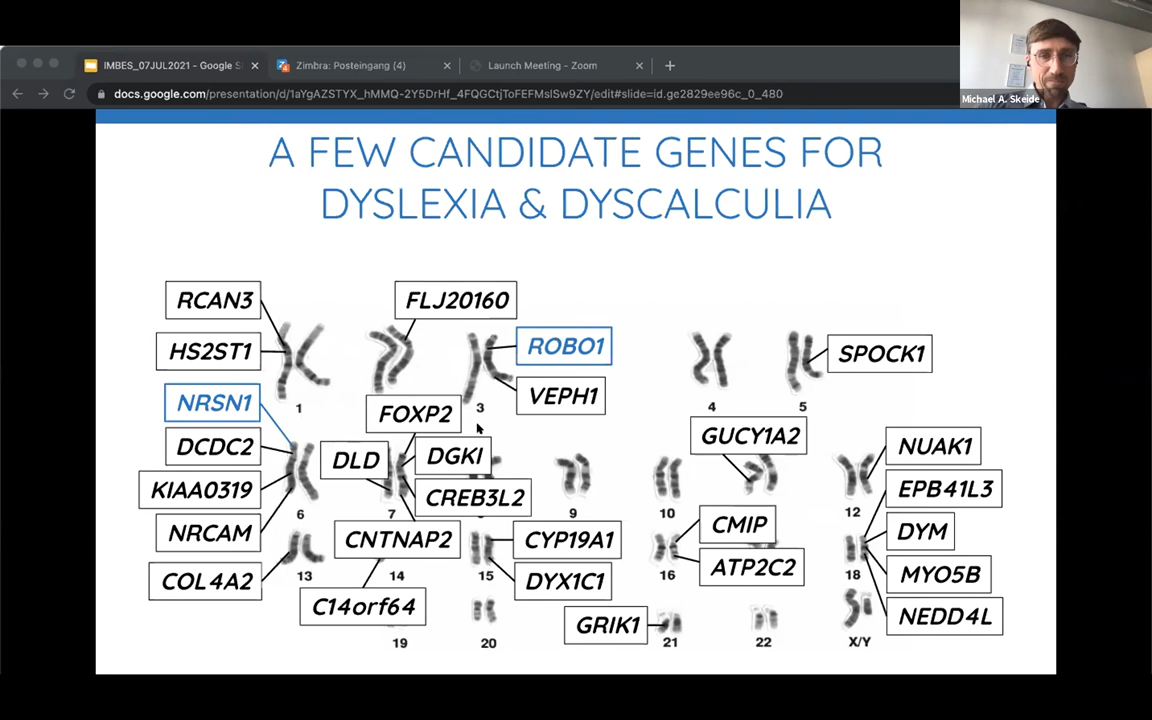 IMBES_07JUL2021 - Google S
Zimbra: Posteingang (4)
Launch Meeting - Zoom
docs.google.com/presentation/d/1aYgAZSTYX_hMMQ-2Y5DrHf_4FQGCtjToFEFMslSw9ZY/edit#slide=id.ge2829ee96c_0_480
Michael A. Skeide
A FEW CANDIDATE GENES FOR
DYSLEXIA & DYSCALCULIA
RCAN3
FLJ20160
HS2ST1
ROBO1
SPOCK1
NRSN1
VEPH1
1
3
4
5
FOXP2
DCDC2
DLD
DGKI
GUCY1A2
NUAK1
KIAA0319
CREB3L2
EPB41L3
6
7
9
10
12
NRCAM
CNTNAP2
CYP19A1
CMIP
DYM
COL4A2
13
14
15
DYX1C1
16
ATP2C2
18
MYO5B
C14orf64
GRIK1
NEDD4L
19
20
21
22
X/Y